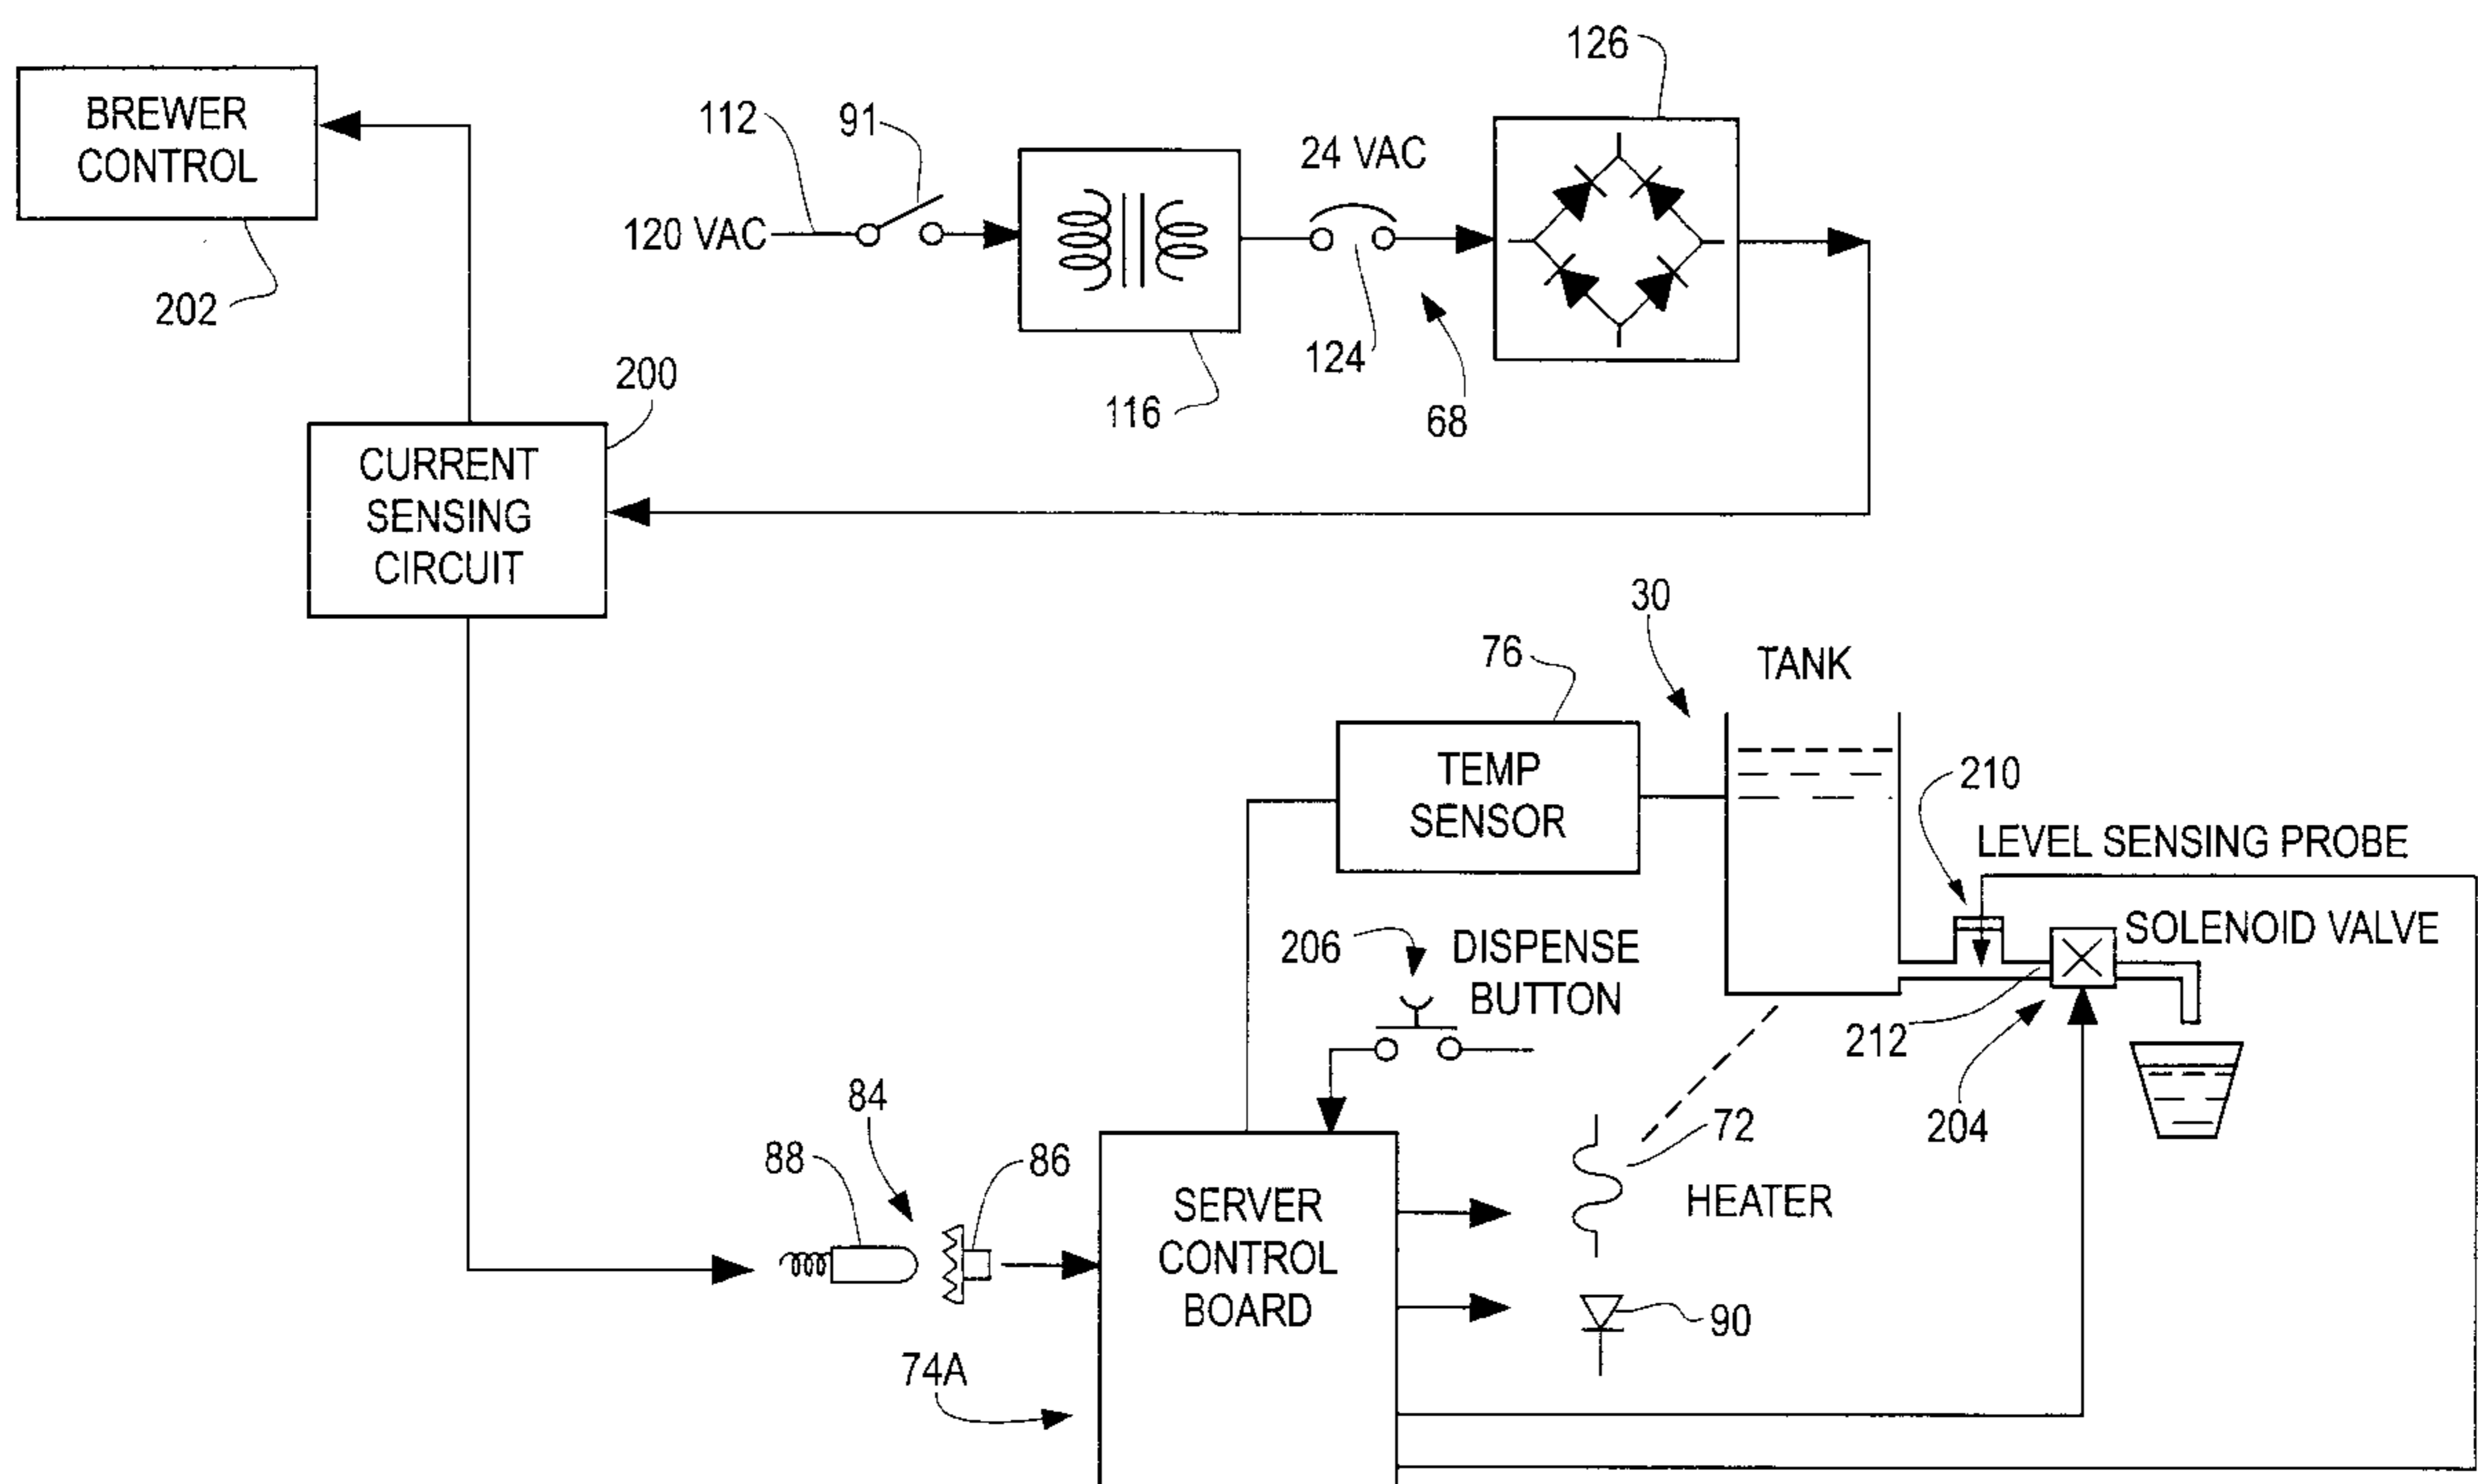 126
BREWER
CONTROL
112
91
24 VAC
120 VAC
202
124
116
68
200
CURRENT
SENSING
CIRCUIT
30
76
TANK
TEMP
SENSOR
210
LEVEL SENSING PROBE
206
DISPENSE
BUTTON
SOLENOID VALVE
212
204
84
88
86
72
SERVER
CONTROL
BOARD
HEATER
90
74A